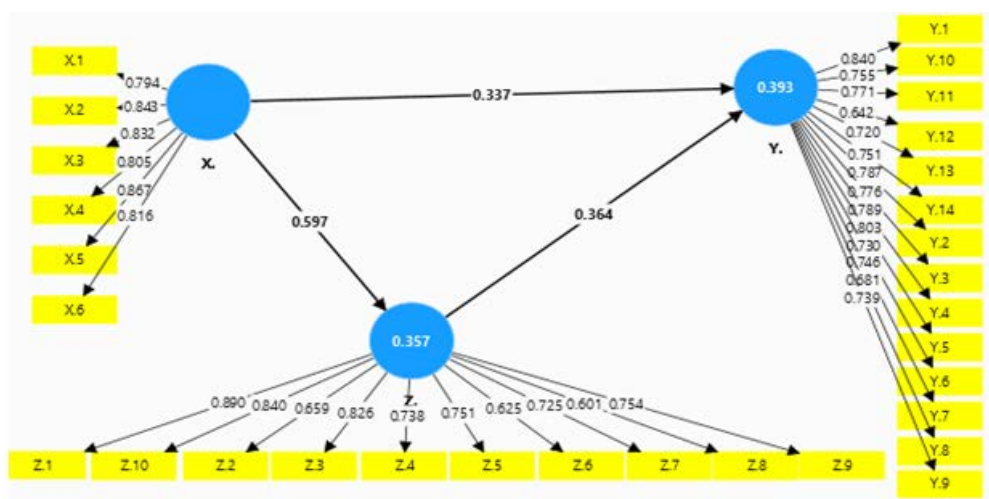 X.1
X.2
X.3
X.4
X.5
X.6
0.794
0.843
0.832
0.805
0.867
0.816
X.
0.337
0.597
0.364
0.393
Y.
0.357
Z.
0.840
0.755
0.771
0.642
0.720
0.751
0.787
0.776
0.789
0.803
0.730
0.746
0.681
0.739
Y.1
Y.10
Y.11
Y.12
Y.13
Y.14
Y.2
Y.3
Y.4
Y.5
Y.6
Y.7
Y.8
Y.9
0.890 0.840 0.659 0.826 0.738 0.751 0.625 0.725 0.601 0.754
Z.1 Z.10 Z.2 Z.3 Z.4 Z.5 Z.6 Z.7 Z.8 Z.9